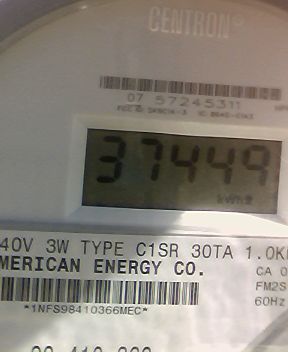 CENTRON®
07 57245311
37449
kWh
40V 3W TYPE C1SR 30TA 1.0K
MERICAN ENERGY CO.
CA 0
FM2S
60Hz
*1NFS98410366MEC*